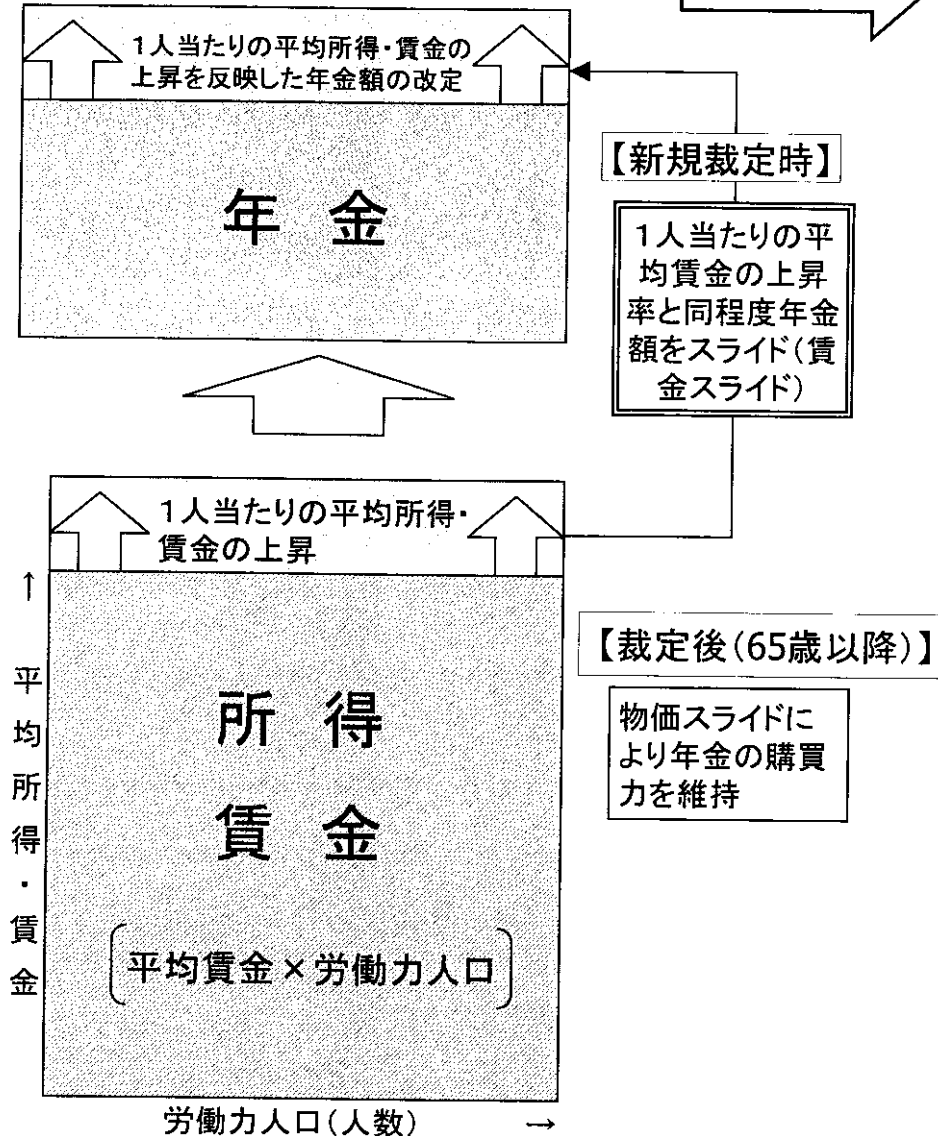 1人当たりの平均所得・賃金の
上昇を反映した年金額の改定
年 金
【新規裁定時】
1人当たりの平
均賃金の上昇
率と同程度年金
額をスライド(賃
金スライド)
1人当たりの平均所得・
賃金の上昇
↑
平均所得・賃金
所 得
賃 金
平均賃金×労働力人口
【裁定後(65歳以降)】
物価スライドに
より年金の購買
力を維持
労働力人口(人数) →